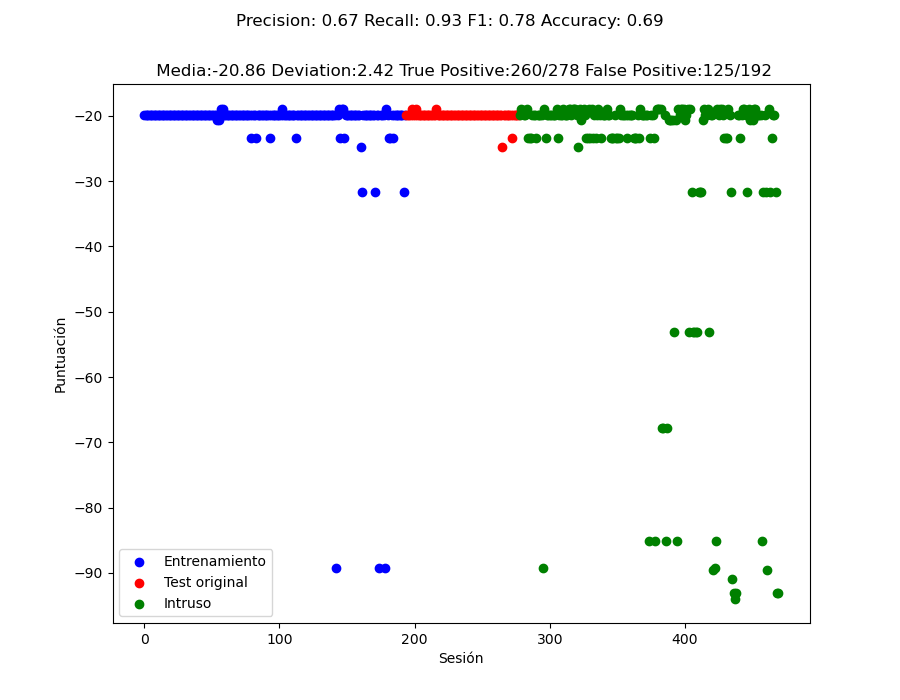 Precision: 0.67 Recall: 0.93 F1: 0.78 Accuracy: 0.69
Media:-20.86 Deviation:2.42 True Positive:260/278 False Positive:125/192
−20
−30
−40
−50
−60
−70
−80
−90
Puntuación
Entrenamiento
Test original
Intruso
0 100 200 300 400
Sesión